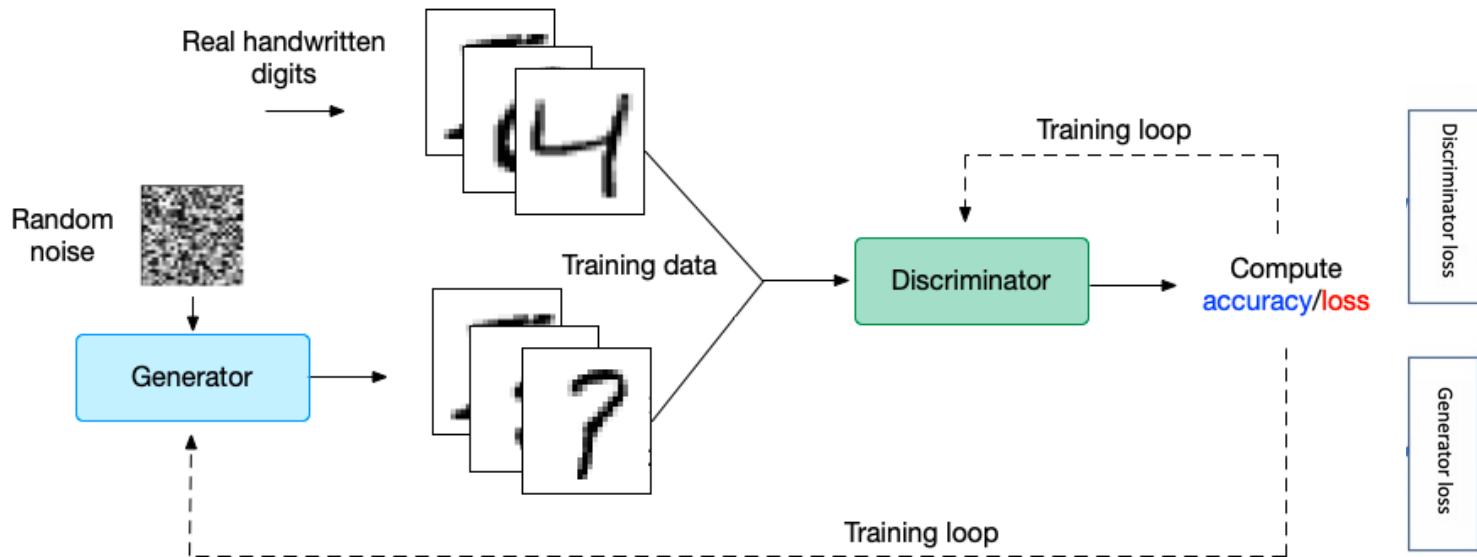 Real handwritten
digits
4
Training loop
Discriminator loss
Random
noise
Training data
Discriminator
Compute
accuracy/loss
Generator
?
Generator loss
Training loop